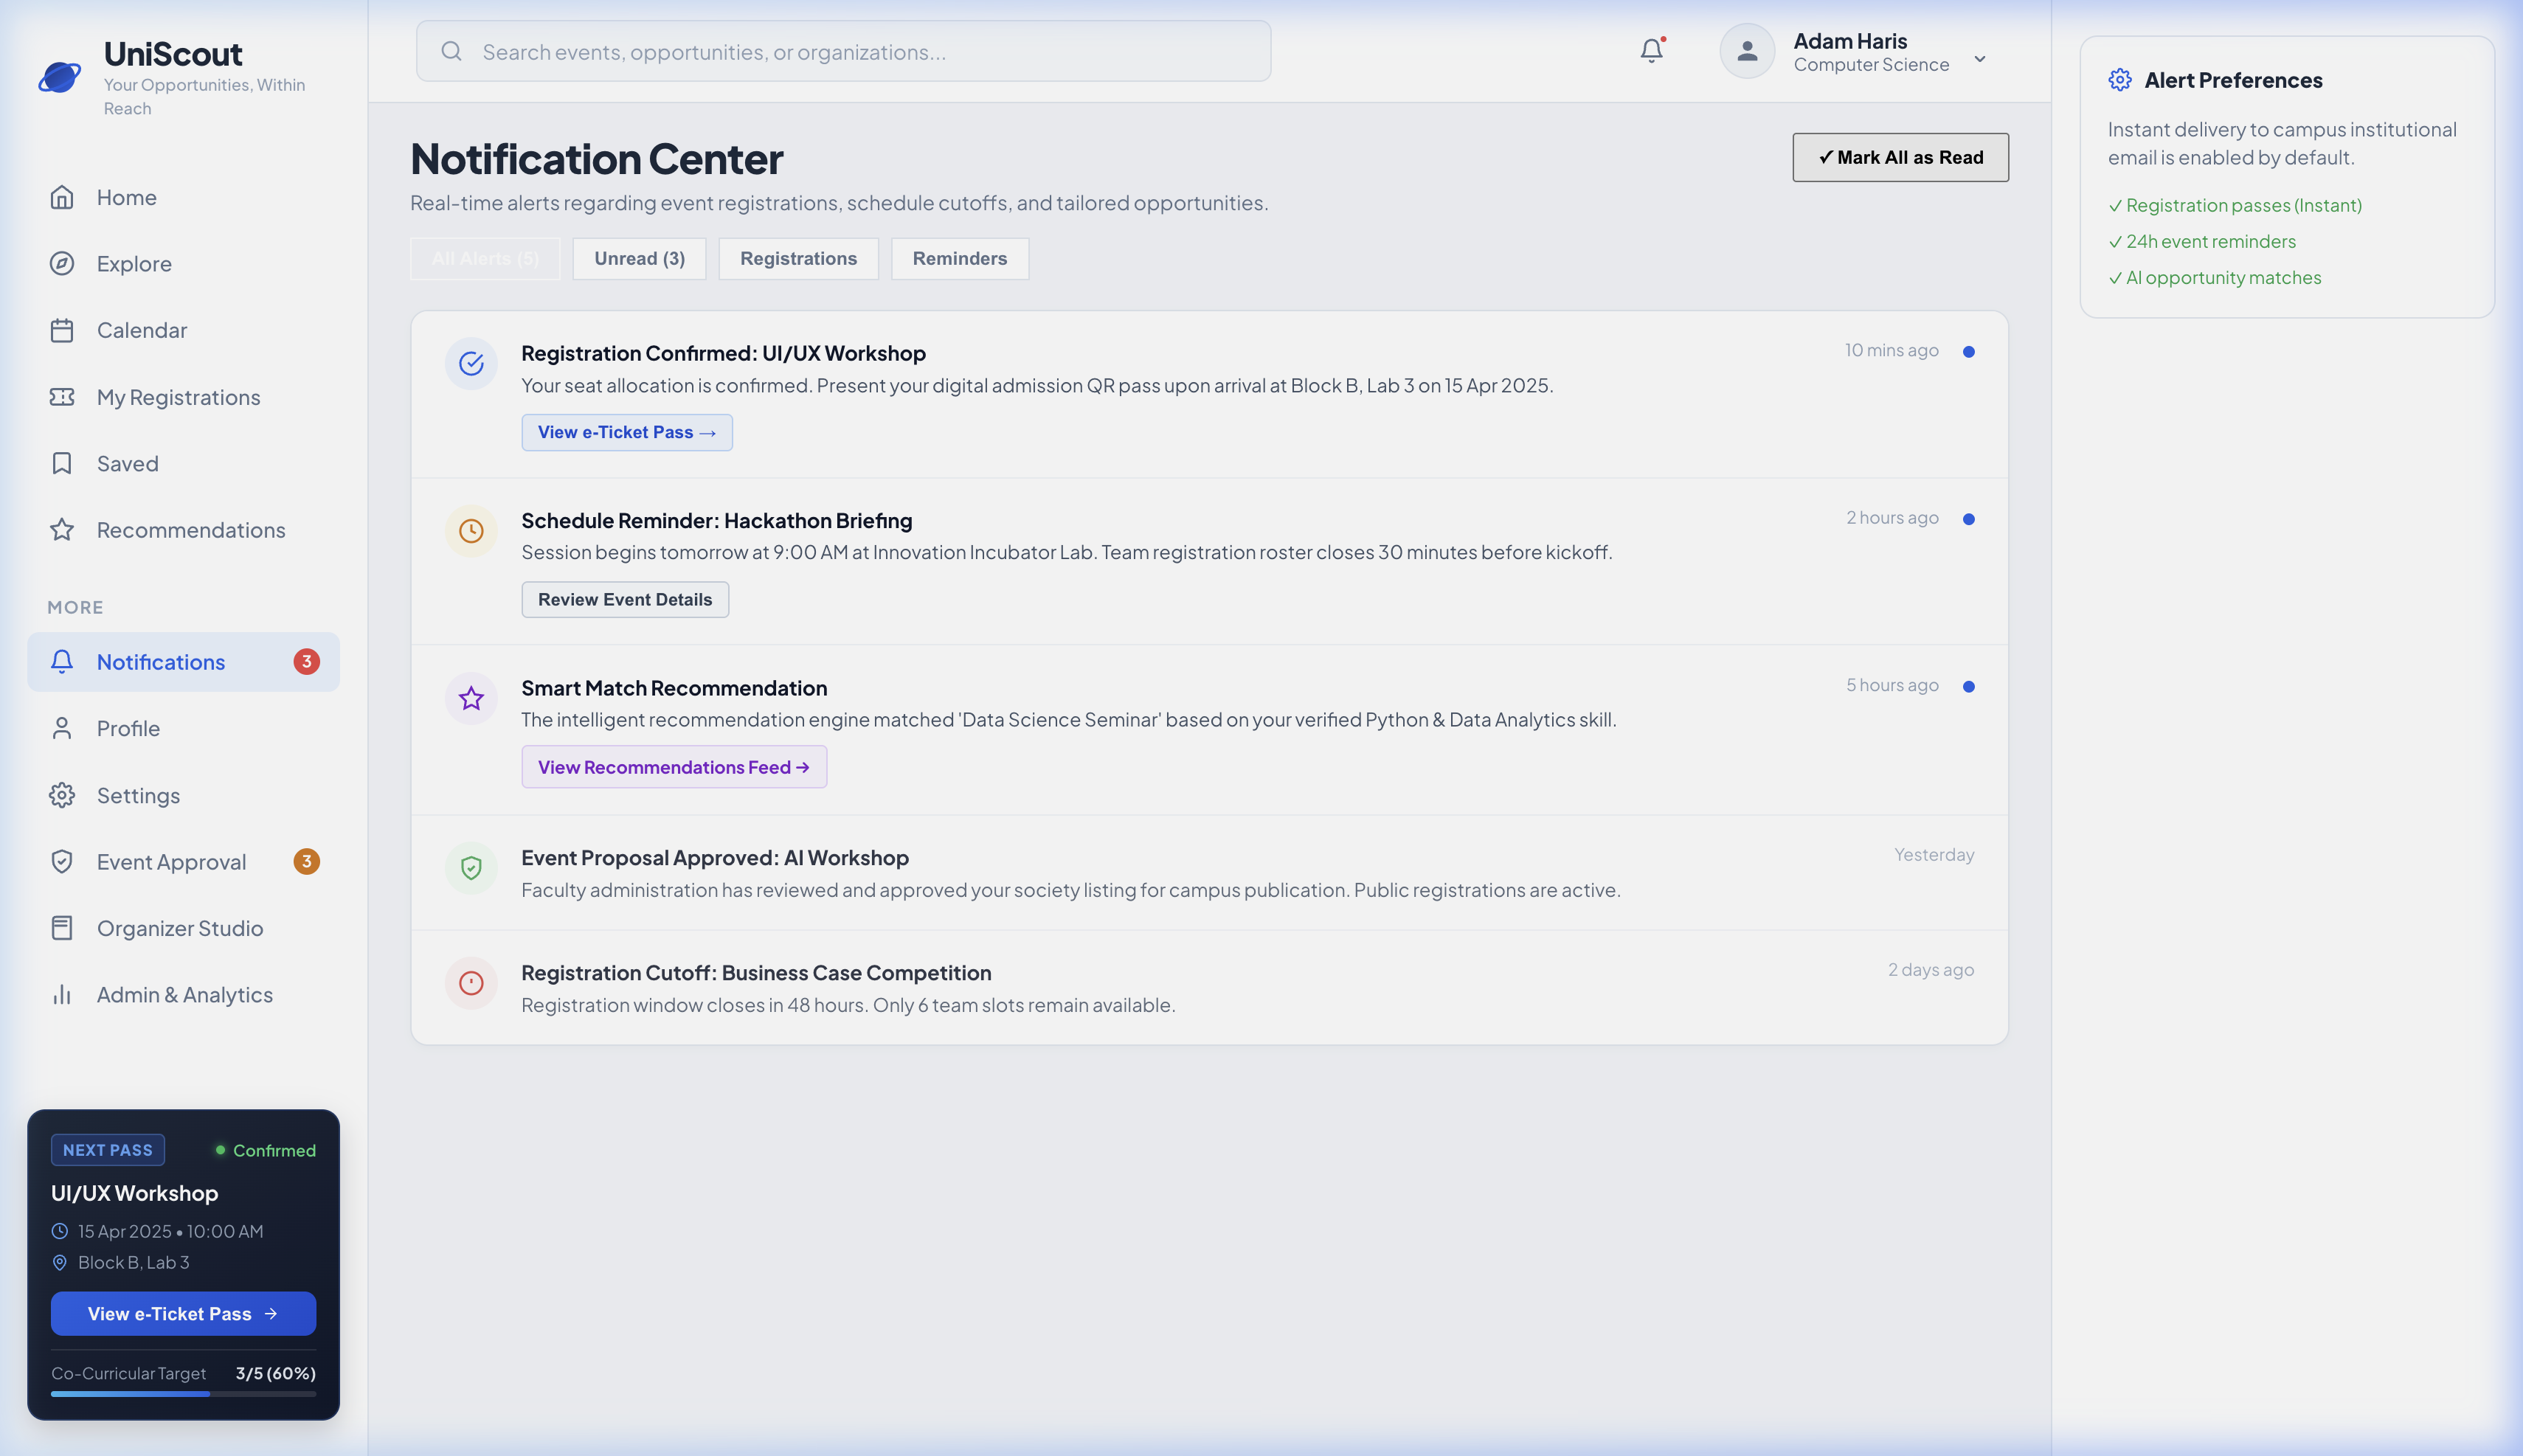 UniScout
Your Opportunities, Within
Reach
Home
Explore
Calendar
My Registrations
Saved
Recommendations
MORE
Notifications
3
Profile
Settings
Event Approval
3
Organizer Studio
Admin & Analytics
NEXT PASS
Confirmed
UI/UX Workshop
15 Apr 2025 • 10:00 AM
Block B, Lab 3
View e-Ticket Pass →
Co-Curricular Target 3/5 (60%)
Search events, opportunities, or organizations...
Adam Haris
Computer Science
Notification Center
✓ Mark All as Read
Real-time alerts regarding event registrations, schedule cutoffs, and tailored opportunities.
All Alerts (5)
Unread (3)
Registrations
Reminders
Registration Confirmed: UI/UX Workshop
10 mins ago
Your seat allocation is confirmed. Present your digital admission QR pass upon arrival at Block B, Lab 3 on 15 Apr 2025.
View e-Ticket Pass →
Schedule Reminder: Hackathon Briefing
2 hours ago
Session begins tomorrow at 9:00 AM at Innovation Incubator Lab. Team registration roster closes 30 minutes before kickoff.
Review Event Details
Smart Match Recommendation
5 hours ago
The intelligent recommendation engine matched 'Data Science Seminar' based on your verified Python & Data Analytics skill.
View Recommendations Feed →
Event Proposal Approved: AI Workshop
Yesterday
Faculty administration has reviewed and approved your society listing for campus publication. Public registrations are active.
Registration Cutoff: Business Case Competition
2 days ago
Registration window closes in 48 hours. Only 6 team slots remain available.
Alert Preferences
Instant delivery to campus institutional
email is enabled by default.
✓ Registration passes (Instant)
✓ 24h event reminders
✓ AI opportunity matches